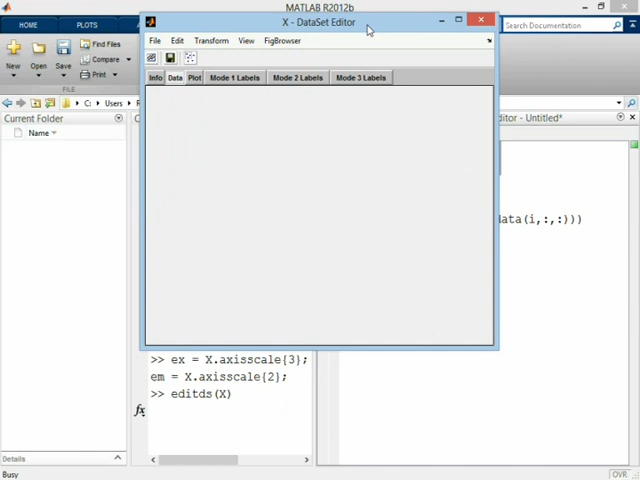 MATLAB R2012b
X - DataSet Editor
File Edit Transform View FigBrowser
Info Data Plot Mode 1 Labels Mode 2 Labels Mode 3 Labels
HOME PLOTS
Search Documentation
New Open Save
Find Files
Compare
Print
FILE
C: Users
Current Folder
Name
Editor - Untitled*
data(i,:,:)))
>> ex = X.axisscale{3};
em = X.axisscale{2};
>> editds(X)
fx
Details
Busy
OVR